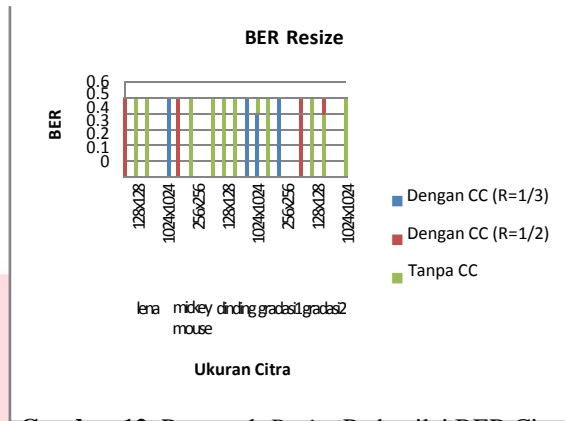 BER Resize
BER
0.6
0.5
0.4
0.3
0.2
0.1
0
128x128
1024x1024
256x256
128x128
1024x1024
256x256
128x128
1024x1024
lena mickey mouse dinding gradasi1 gradasi2
Ukuran Citra
Dengan CC (R=1/3)
Dengan CC (R=1/2)
Tanpa CC